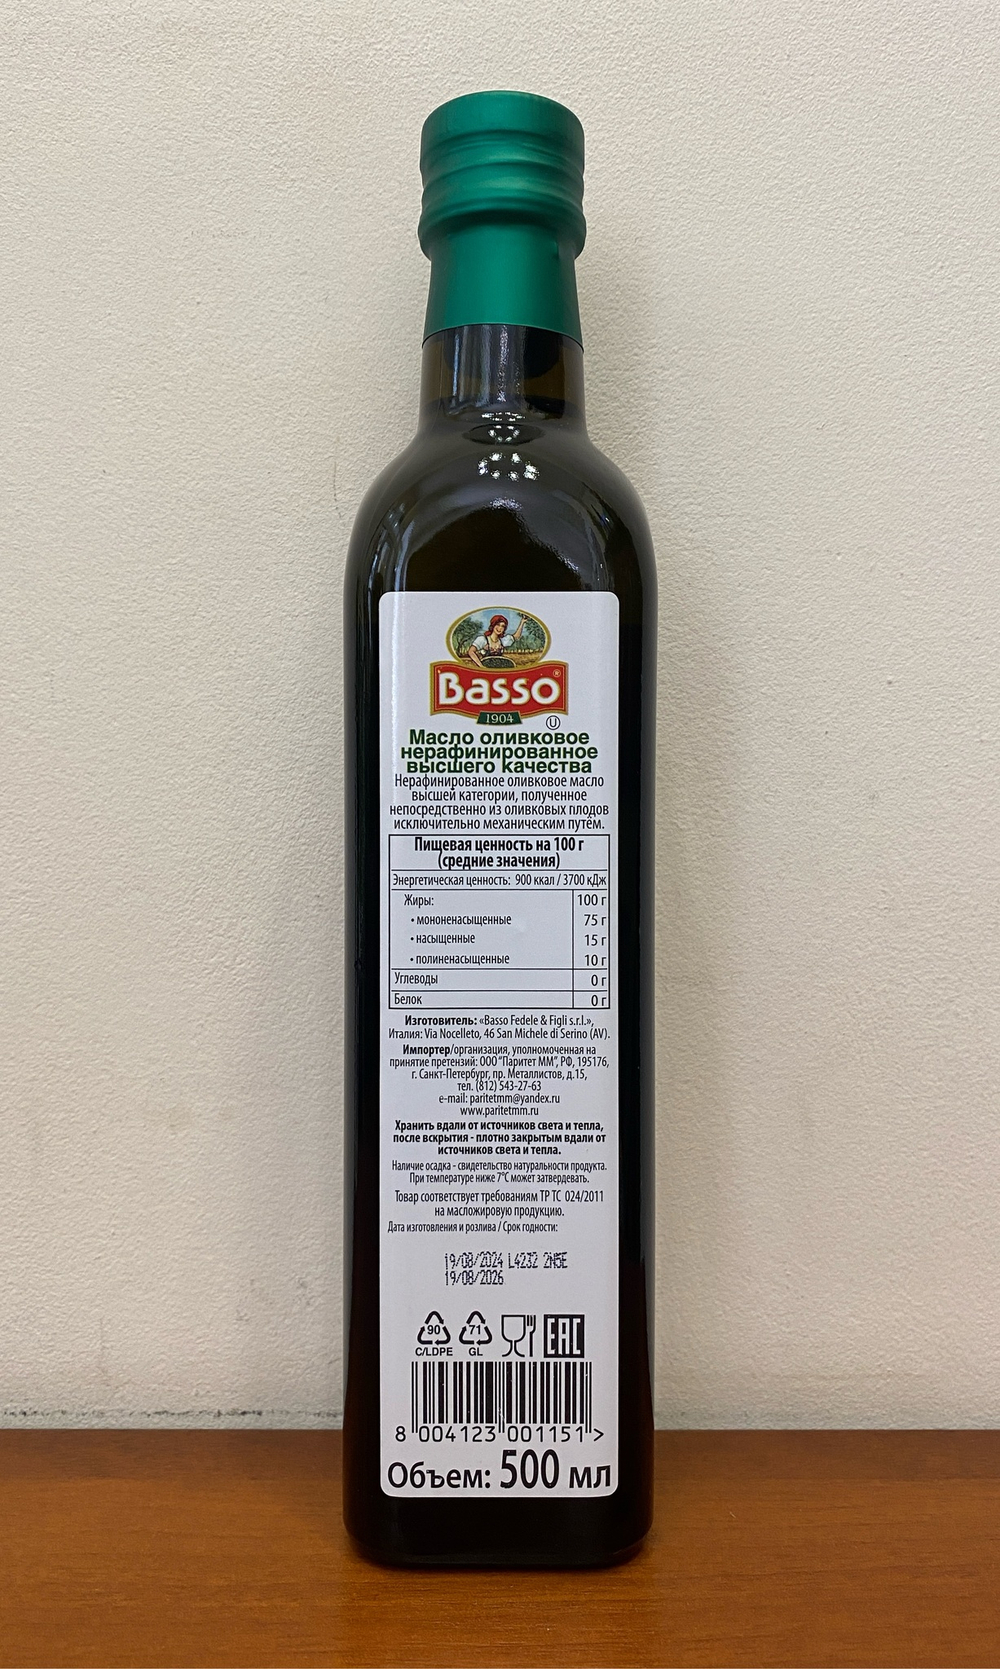 Basso®
1904
U
Масло оливковое
нерафинированное
высшего качества
Нерафинированное оливковое масло
высшей категории, полученное
непосредственно из оливковых плодов
исключительно механическим путём.
Пищевая ценность на 100 г
(средние значения)
Энергетическая ценность: 900 ккал / 3700 кДж
Жиры: 100 г
• мононенасыщенные 75 г
• насыщенные 15 г
• полиненасыщенные 10 г
Углеводы 0 г
Белок 0 г
Изготовитель: «Basso Fedele & Figli s.r.l.»,
Италия: Via Nocelleto, 46 San Michele di Serino (AV).
Импортер/организация, уполномоченная на
принятие претензий: ООО "Паритет ММ", РФ, 195176,
г. Санкт-Петербург, пр. Металлистов, д.15,
тел. (812) 543-27-63
e-mail: paritetmm@yandex.ru
www.paritetmm.ru
Хранить вдали от источников света и тепла,
после вскрытия - плотно закрытым вдали от
источников света и тепла.
Наличие осадка - свидетельство натуральности продукта.
При температуре ниже 7°С может затвердевать.
Товар соответствует требованиям ТР ТС 024/2011
на масложировую продукцию.
Дата изготовления и розлива / Срок годности:
19/08/2024 L4232 2N5E
19/08/2026
90 71 EAC
C/LDPE GL
8 004123 001151 >
Объем: 500 мл